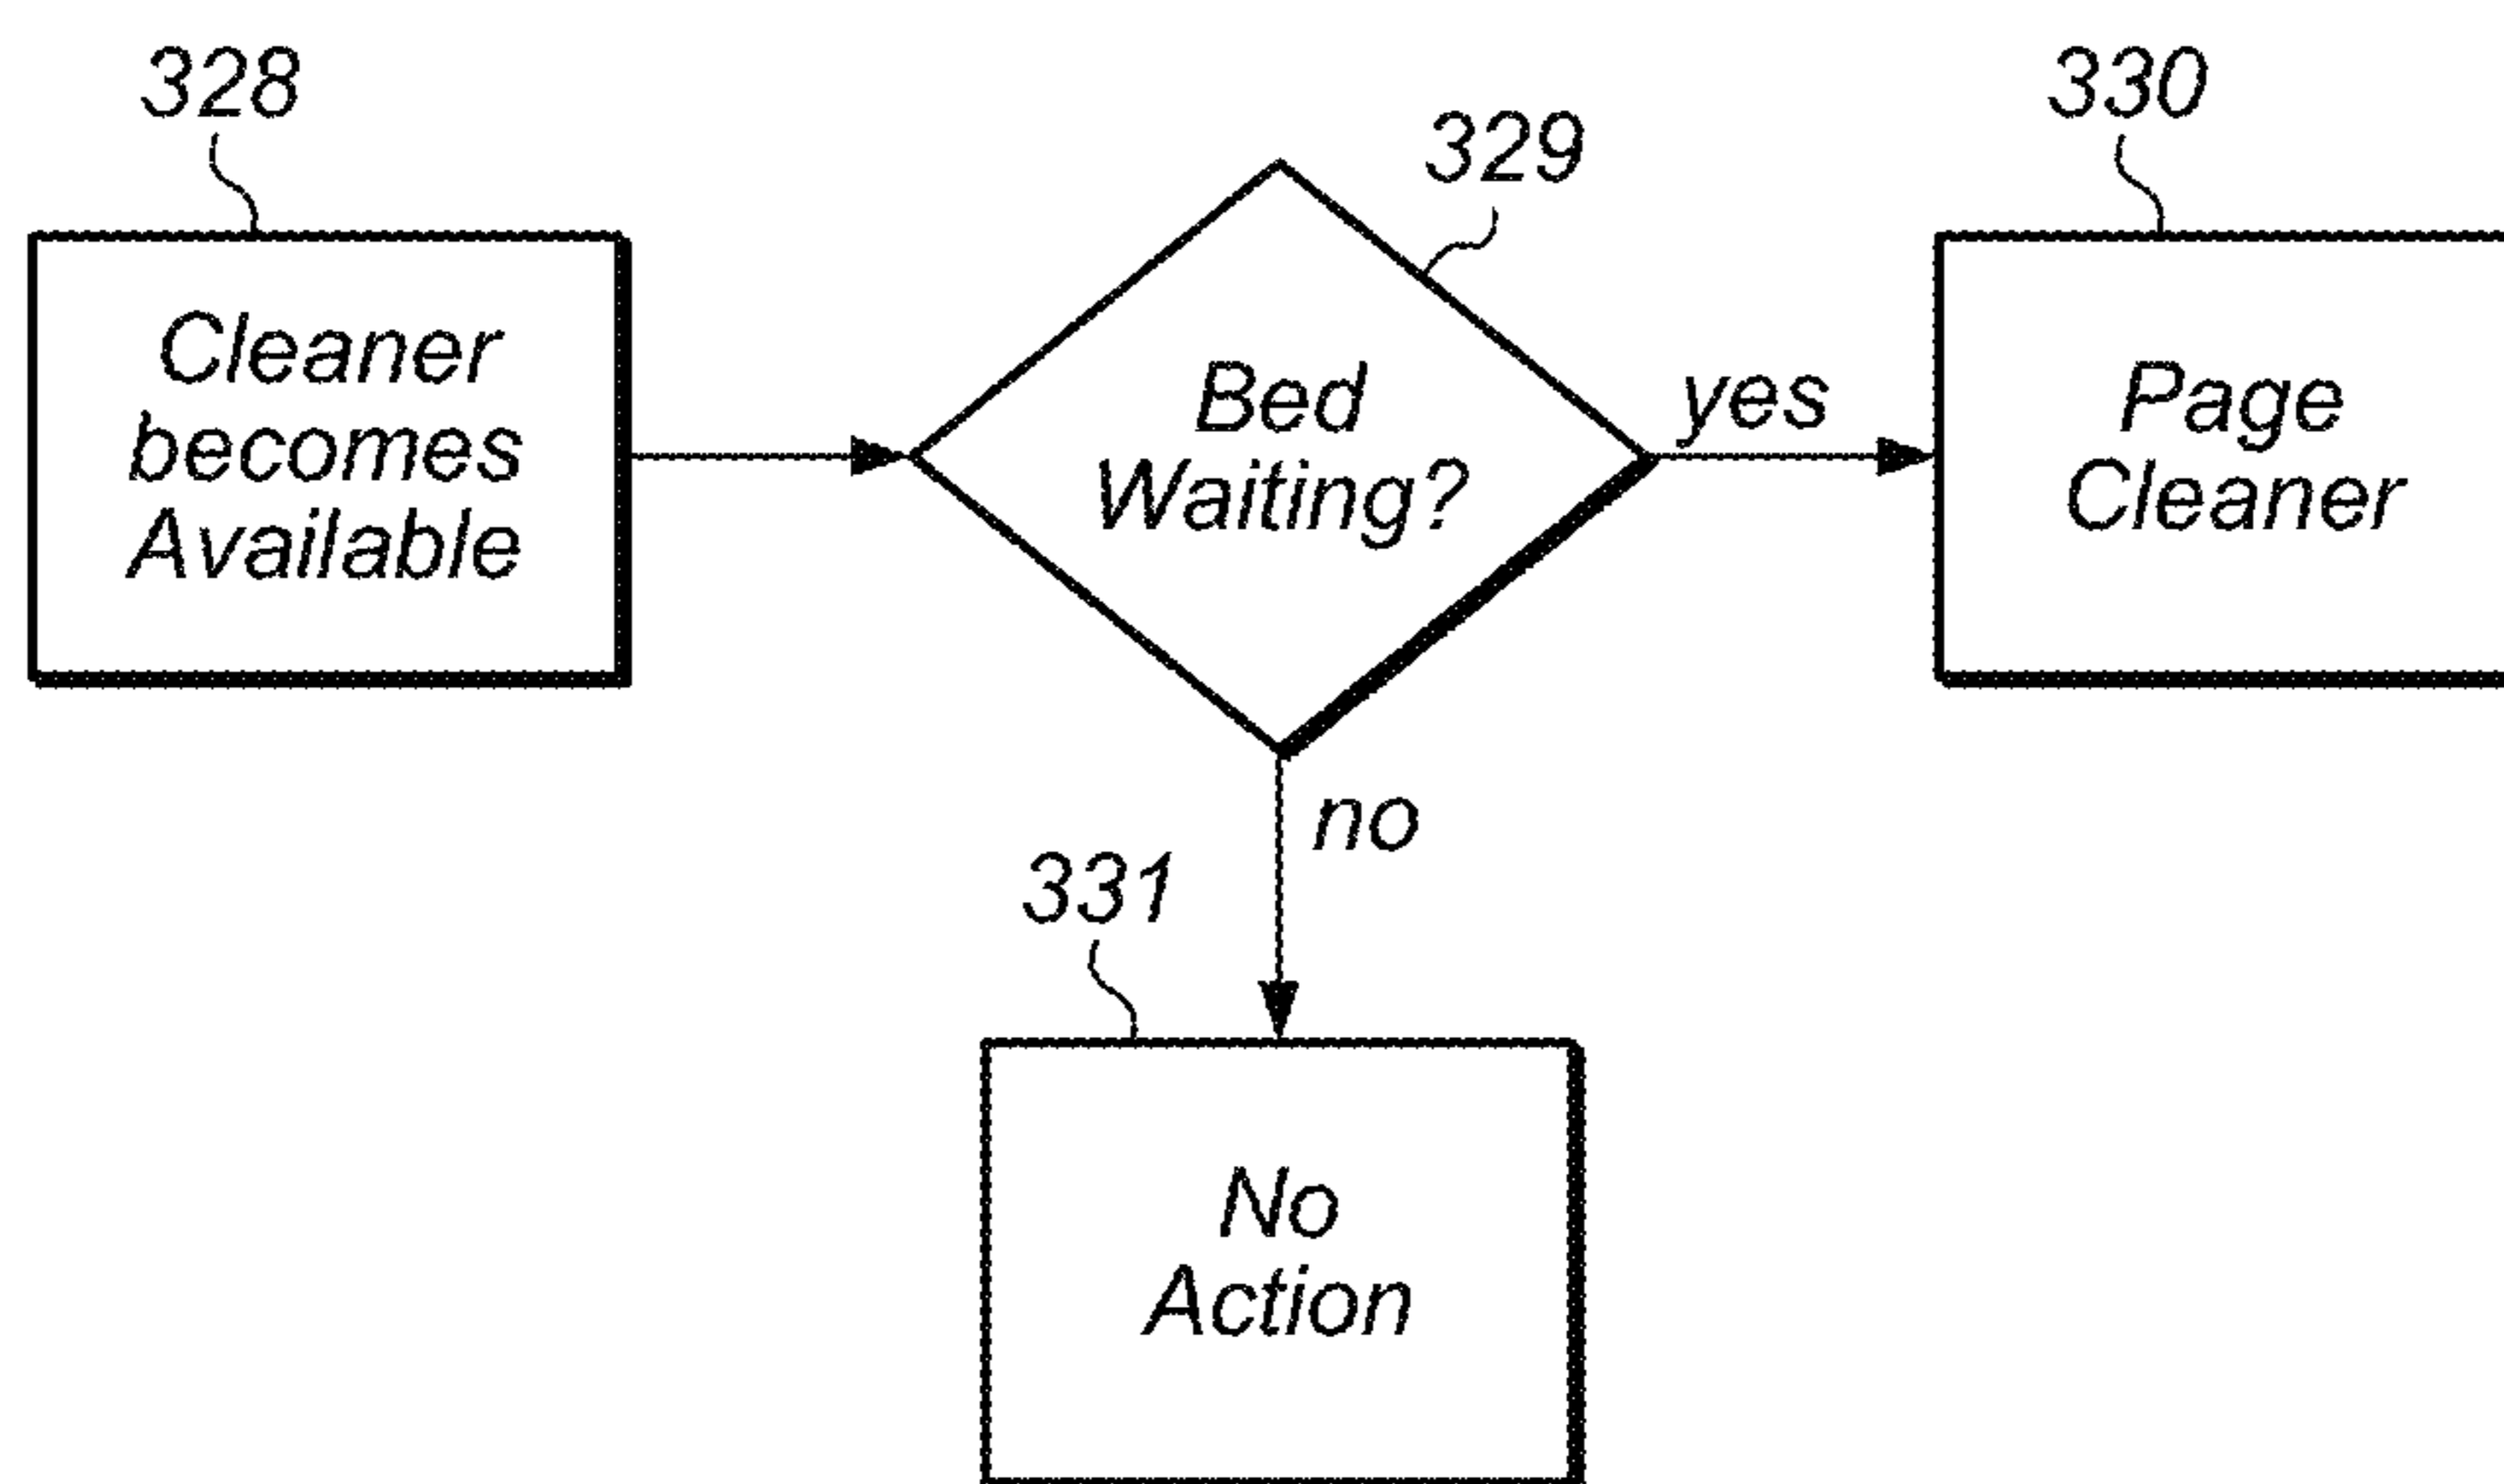 328
Cleaner
becomes
Available
329
Bed
Waiting?
yes
330
Page
Cleaner
no
331
No
Action